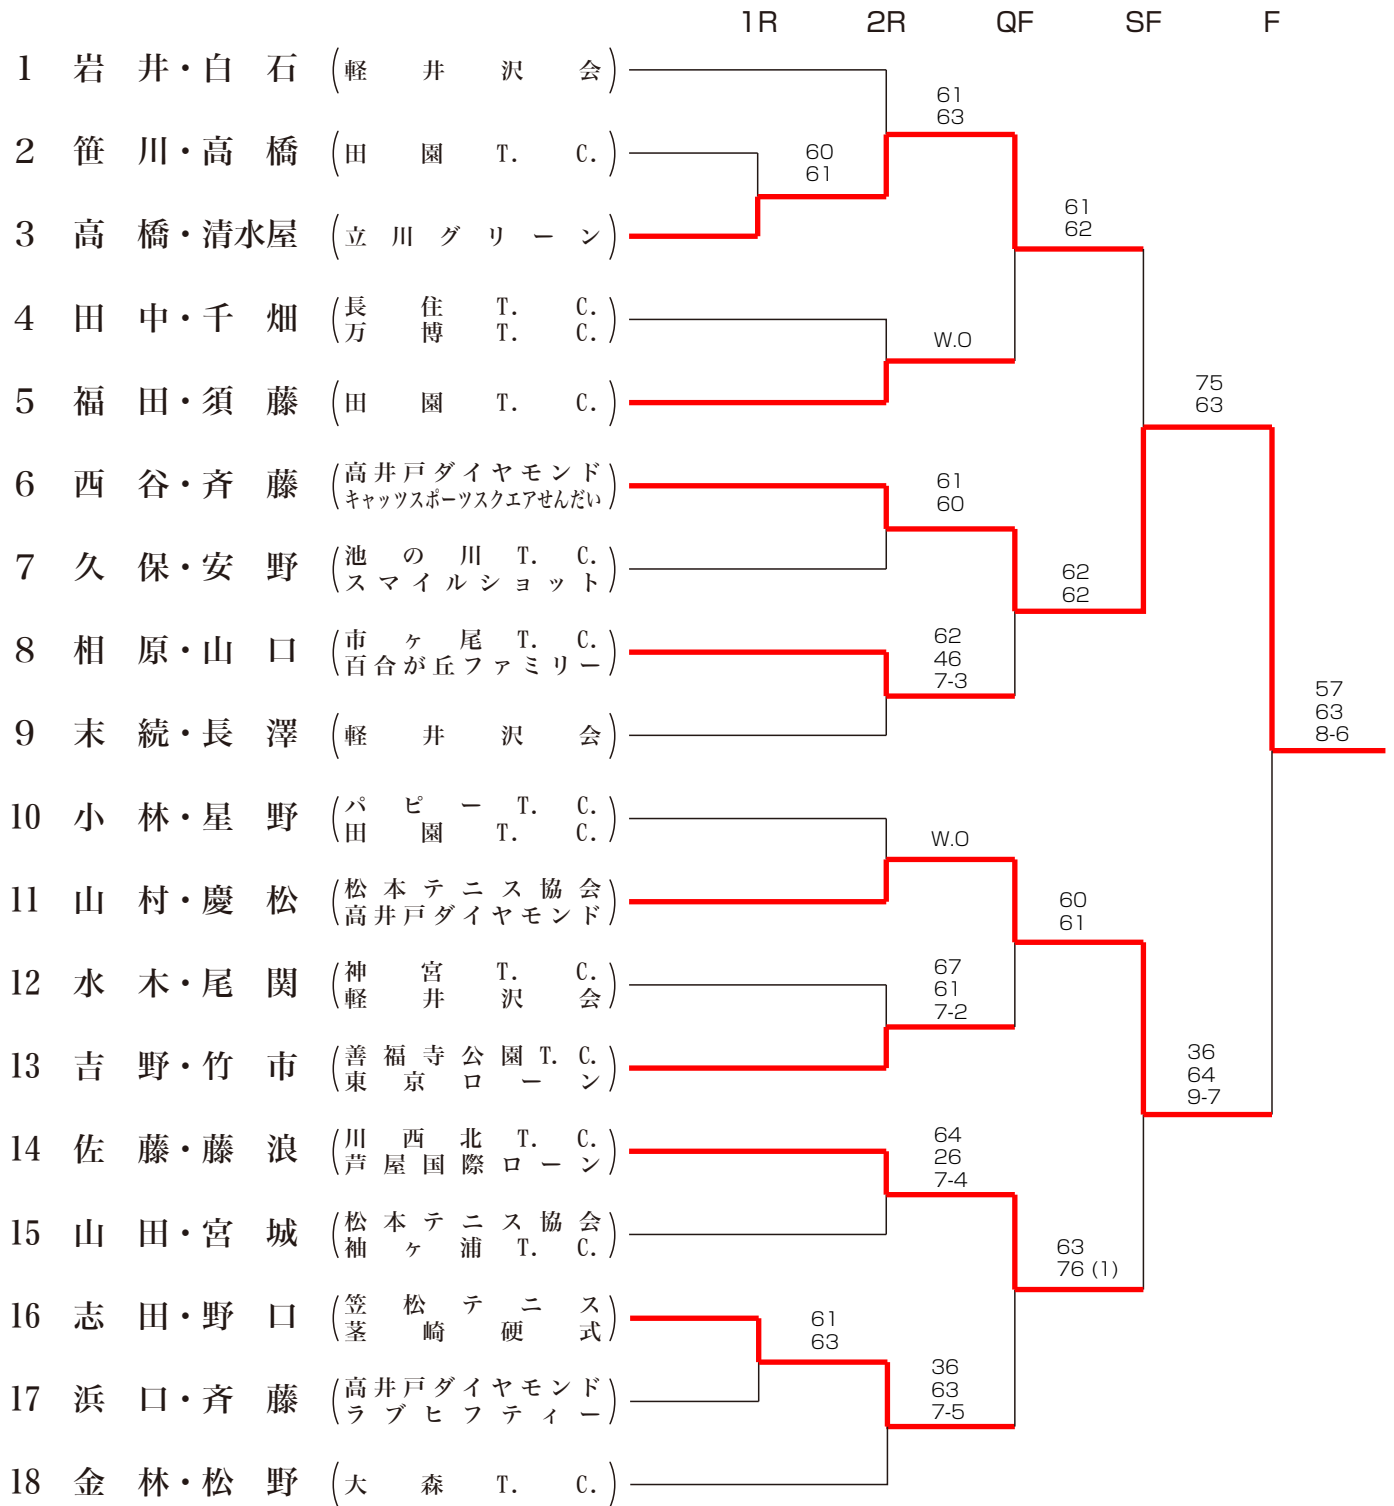 1R 2R QF SF F
1 岩井・白石 (軽井沢会)
61
63
2 笹川・高橋 (田園T.C.)
60
61
3 高橋・清水屋 (立川グリーン)
61
62
4 田中・千畑 (長住T.C.
万博T.C.)
W.O
5 福田・須藤 (田園T.C.)
75
63
6 西谷・斉藤 (高井戸ダイヤモンド
キャッツスポーツスクエアせんだい)
61
60
7 久保・安野 (池の川T.C.
スマイルショット)
62
62
8 相原・山口 (市ヶ尾T.C.
百合が丘ファミリー)
62
46
7-3
9 末続・長澤 (軽井沢会)
57
63
8-6
10 小林・星野 (パピーT.C.
田園T.C.)
W.O
11 山村・慶松 (松本テニス協会
高井戸ダイヤモンド)
60
61
12 水木・尾関 (神宮T.C.
軽井沢会)
67
61
7-2
13 吉野・竹市 (善福寺公園T.C.
東京ローン)
36
64
9-7
14 佐藤・藤浪 (川西北T.C.
芦屋国際ローン)
64
26
7-4
15 山田・宮城 (松本テニス協会
袖ヶ浦T.C.)
63
76 (1)
16 志田・野口 (笠松テニス
茎崎硬式)
61
63
17 浜口・斉藤 (高井戸ダイヤモンド
ラブヒフティー)
36
63
7-5
18 金林・松野 (大森T.C.)